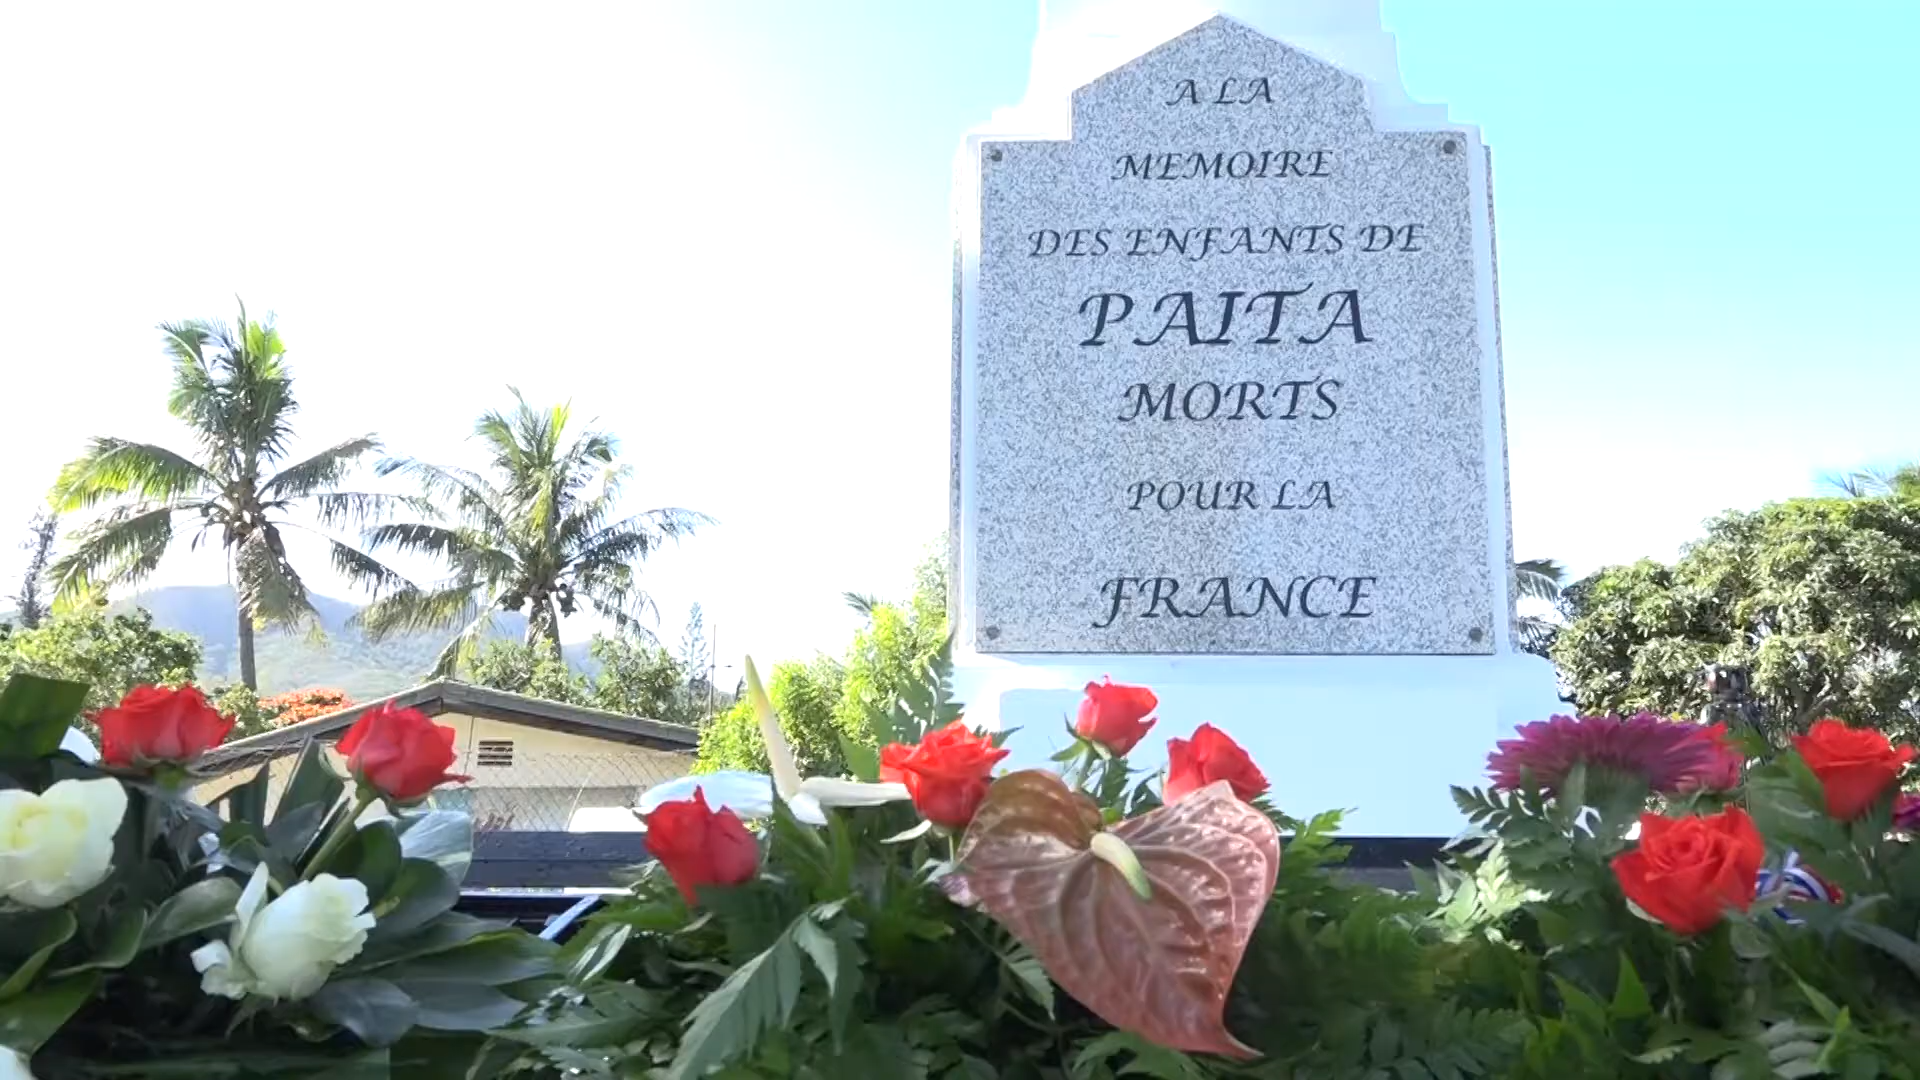 A LA
MEMOIRE
DES ENFANTS DE
PAITA
MORTS
POUR LA
FRANCE